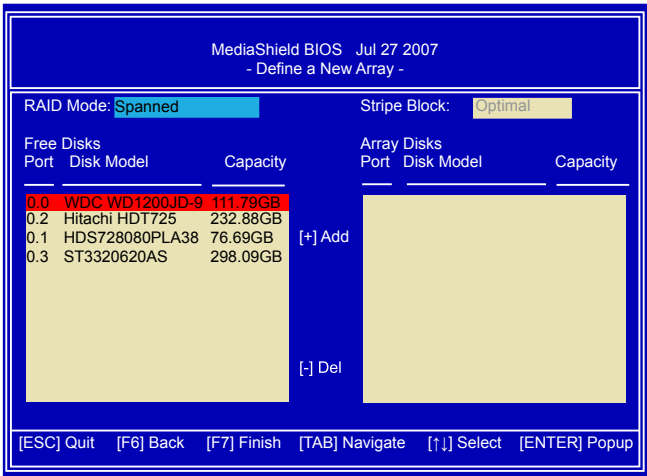 MediaShield BIOS Jul 27 2007
- Define a New Array -
RAID Mode: Spanned Stripe Block: Optimal
Free Disks Array Disks
Port Disk Model Capacity Port Disk Model Capacity
0.0 WDC WD1200JD-9 111.79GB
0.2 Hitachi HDT725 232.88GB
0.1 HDS728080PLA38 76.69GB
[+] Add
0.3 ST3320620AS 298.09GB
[-] Del
[ESC] Quit [F6] Back [F7] Finish [TAB] Navigate [↑↓] Select [ENTER] Popup